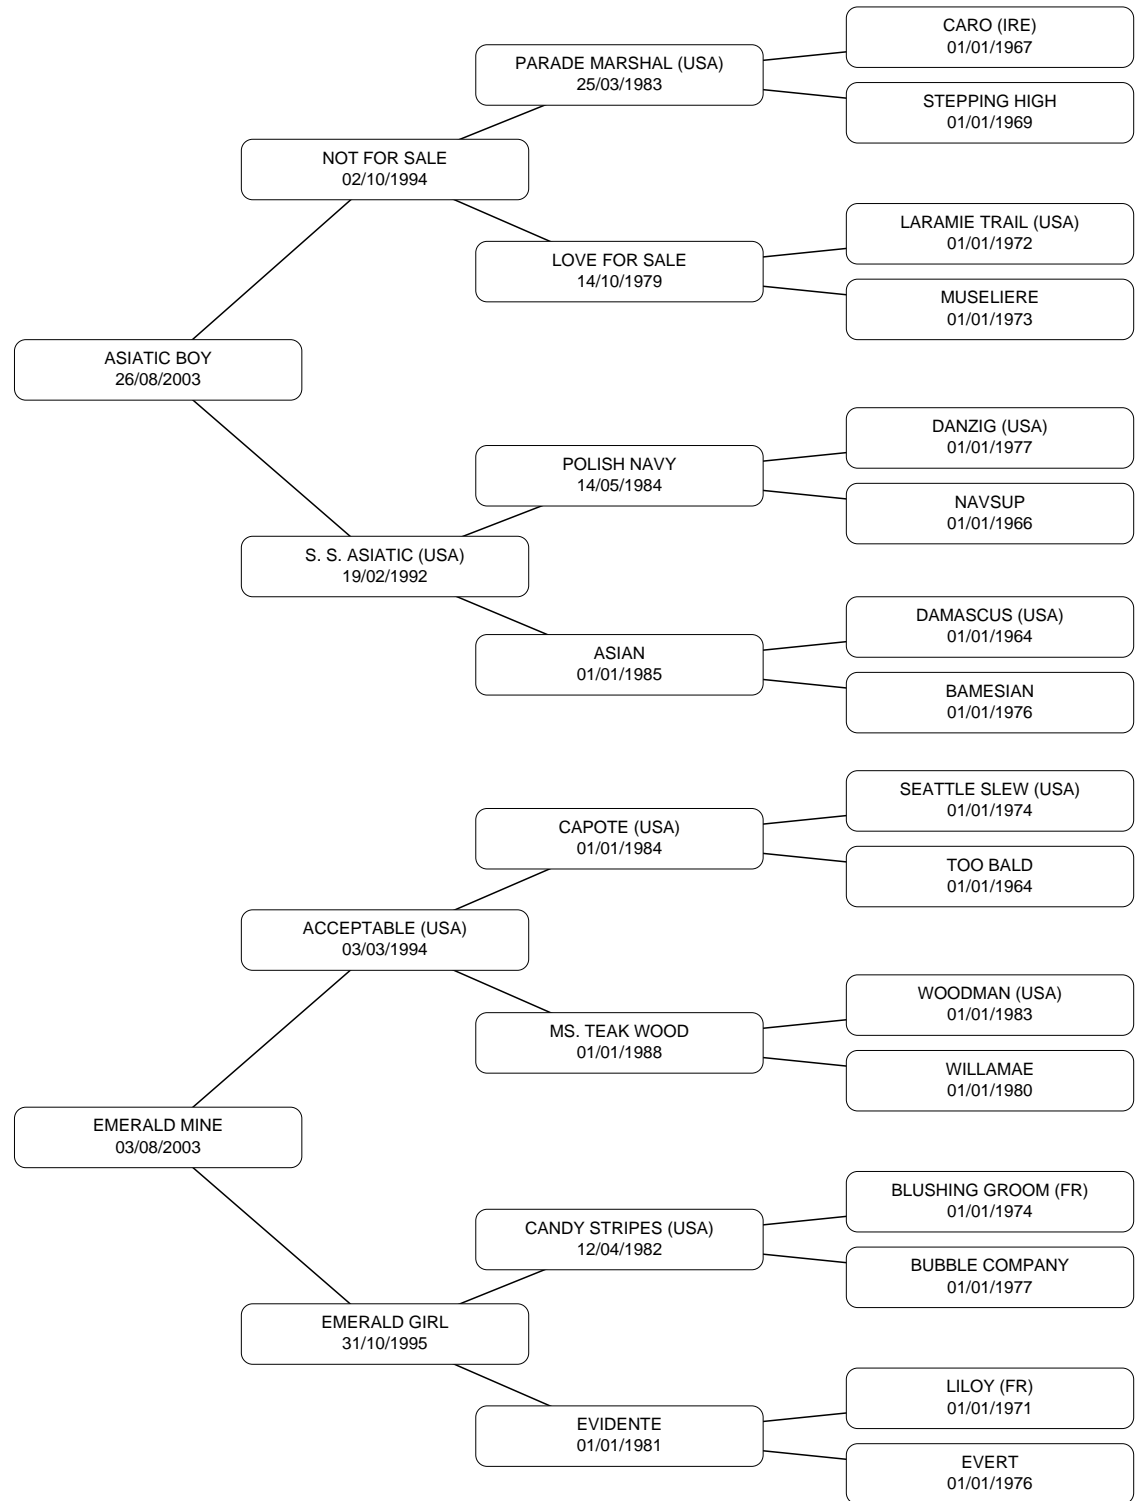 CARO (IRE)
01/01/1967
PARADE MARSHAL (USA)
25/03/1983
STEPPING HIGH
01/01/1969
NOT FOR SALE
02/10/1994
LARAMIE TRAIL (USA)
01/01/1972
LOVE FOR SALE
14/10/1979
MUSELIERE
01/01/1973
ASIATIC BOY
26/08/2003
DANZIG (USA)
01/01/1977
POLISH NAVY
14/05/1984
NAVSUP
01/01/1966
S. S. ASIATIC (USA)
19/02/1992
DAMASCUS (USA)
01/01/1964
ASIAN
01/01/1985
BAMESIAN
01/01/1976
SEATTLE SLEW (USA)
01/01/1974
CAPOTE (USA)
01/01/1984
TOO BALD
01/01/1964
ACCEPTABLE (USA)
03/03/1994
WOODMAN (USA)
01/01/1983
MS. TEAK WOOD
01/01/1988
WILLAMAE
01/01/1980
EMERALD MINE
03/08/2003
BLUSHING GROOM (FR)
01/01/1974
CANDY STRIPES (USA)
12/04/1982
BUBBLE COMPANY
01/01/1977
EMERALD GIRL
31/10/1995
LILOY (FR)
01/01/1971
EVIDENTE
01/01/1981
EVERT
01/01/1976